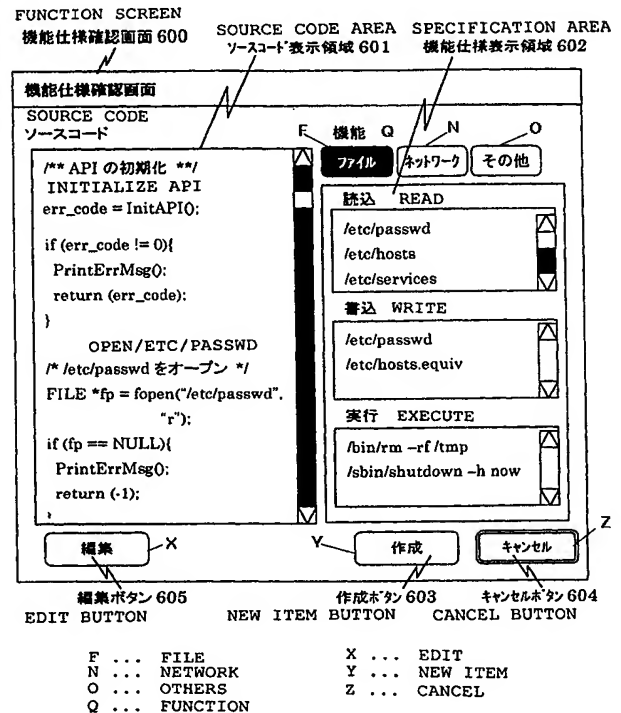 FUNCTION SCREEN
機能仕様確認画面 600
SOURCE CODE AREA
ソースコード表示領域 601
SPECIFICATION AREA
機能仕様表示領域 602
機能仕様確認画面
SOURCE CODE
ソースコード
F 機能 Q N O
ファイル ネットワーク その他
/** API の初期化 **/
INITIALIZE API
err_code = InitAPI();
if (err_code != 0){
PrintErrMsg();
return (err_code);
}
OPEN/ETC/PASSWD
/* /etc/passwd をオープン */
FILE *fp = fopen("/etc/passwd",
"r");
if (fp == NULL){
PrintErrMsg();
return (-1);
}
読込 READ
/etc/passwd
/etc/hosts
/etc/services
書込 WRITE
/etc/passwd
/etc/hosts.equiv
実行 EXECUTE
/bin/rm –rf /tmp
/sbin/shutdown –h now
編集 X
Y 作成
キャンセル Z
編集ボタン 605
EDIT BUTTON
作成ボタン 603
NEW ITEM BUTTON
キャンセルボタン 604
CANCEL BUTTON
F ... FILE
N ... NETWORK
O ... OTHERS
Q ... FUNCTION
X ... EDIT
Y ... NEW ITEM
Z ... CANCEL